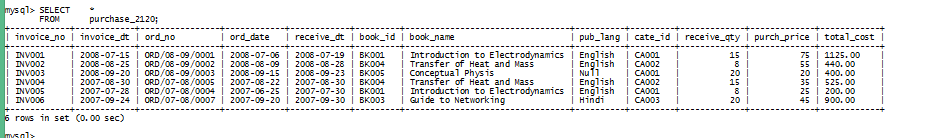 mysql> SELECT *
FROM purchase_2120;
+------------+------------+----------------+------------+------------+---------+---------------------------------+----------+---------+-------------+-------------+------------+
| invoice_no | invoice_dt | ord_no | ord_date | receive_dt | book_id | book_name | pub_lang | cate_id | receive_qty | purch_price | total_cost |
+------------+------------+----------------+------------+------------+---------+---------------------------------+----------+---------+-------------+-------------+------------+
| INV001 | 2008-07-15 | ORD/08-09/0001 | 2008-07-06 | 2008-07-19 | BK001 | Introduction to Electrodynamics | English | CA001 | 15 | 75 | 1125.00 |
| INV002 | 2008-08-25 | ORD/08-09/0002 | 2008-08-09 | 2008-08-28 | BK004 | Transfer of Heat and Mass | English | CA002 | 8 | 55 | 440.00 |
| INV003 | 2008-09-20 | ORD/08-09/0003 | 2008-09-15 | 2008-09-23 | BK005 | Conceptual Physis | Null | CA001 | 20 | 20 | 400.00 |
| INV004 | 2007-08-30 | ORD/07-08/0005 | 2007-08-22 | 2007-08-30 | BK004 | Transfer of Heat and Mass | English | CA002 | 15 | 35 | 525.00 |
| INV005 | 2007-07-28 | ORD/07-08/0004 | 2007-06-25 | 2007-07-30 | BK001 | Introduction to Electrodynamics | English | CA001 | 8 | 25 | 200.00 |
| INV006 | 2007-09-24 | ORD/07-08/0007 | 2007-09-20 | 2007-09-30 | BK003 | Guide to Networking | Hindi | CA003 | 20 | 45 | 900.00 |
+------------+------------+----------------+------------+------------+---------+---------------------------------+----------+---------+-------------+-------------+------------+
6 rows in set (0.00 sec)
mysql>